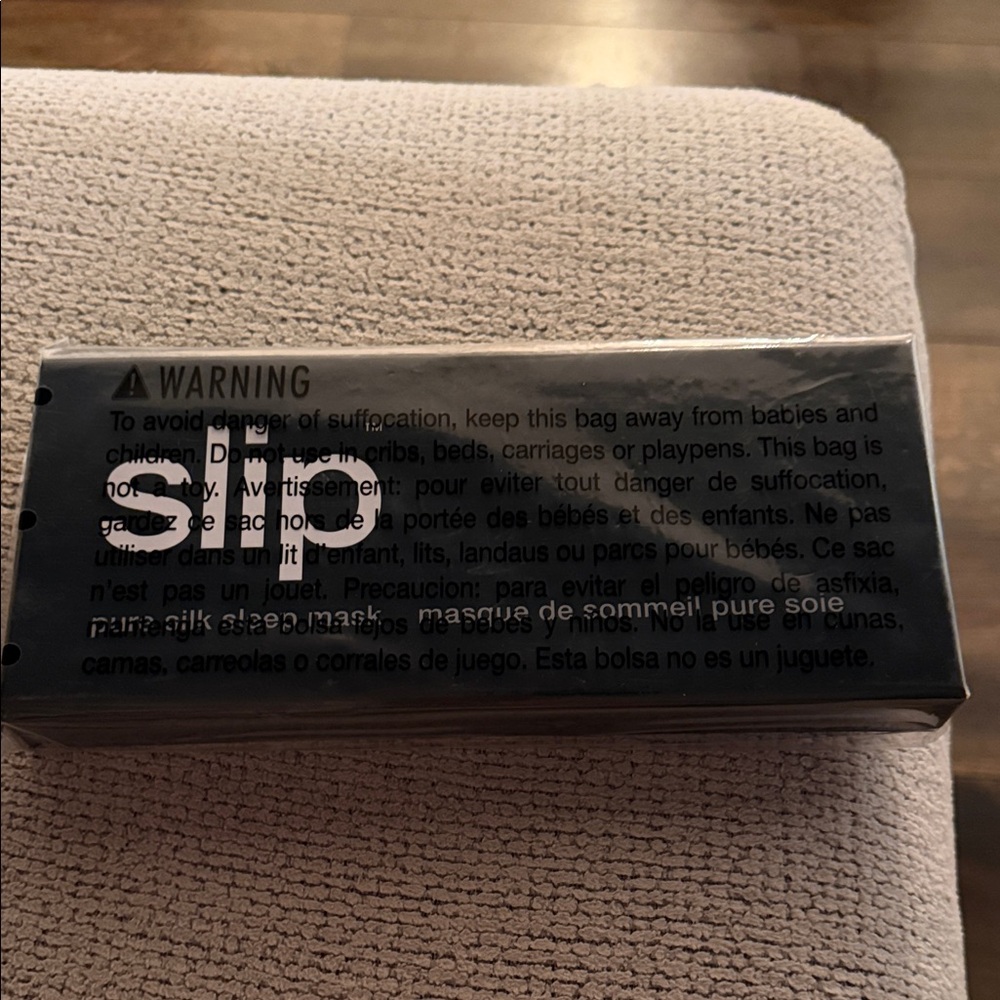 ⚠ WARNING
To avoid danger of suffocation, keep this bag away from babies and
children. Do not use in cribs, beds, carriages or playpens. This bag is
not a toy. Avertissement: pour eviter tout danger de suffocation,
gardez ce sac hors de la portée des bébés et des enfants. Ne pas
utiliser dans un lit d'enfant, lits, landaus ou parcs pour bébés. Ce sac
n'est pas un jouet. Precaucion: para evitar el peligro de asfixia,
mantenga esta bolsa lejos de bebes y niños. No la use en cunas,
camas, carreolas o corrales de juego. Esta bolsa no es un juguete.
slip™
pure silk sleep mask masque de sommeil pure soie